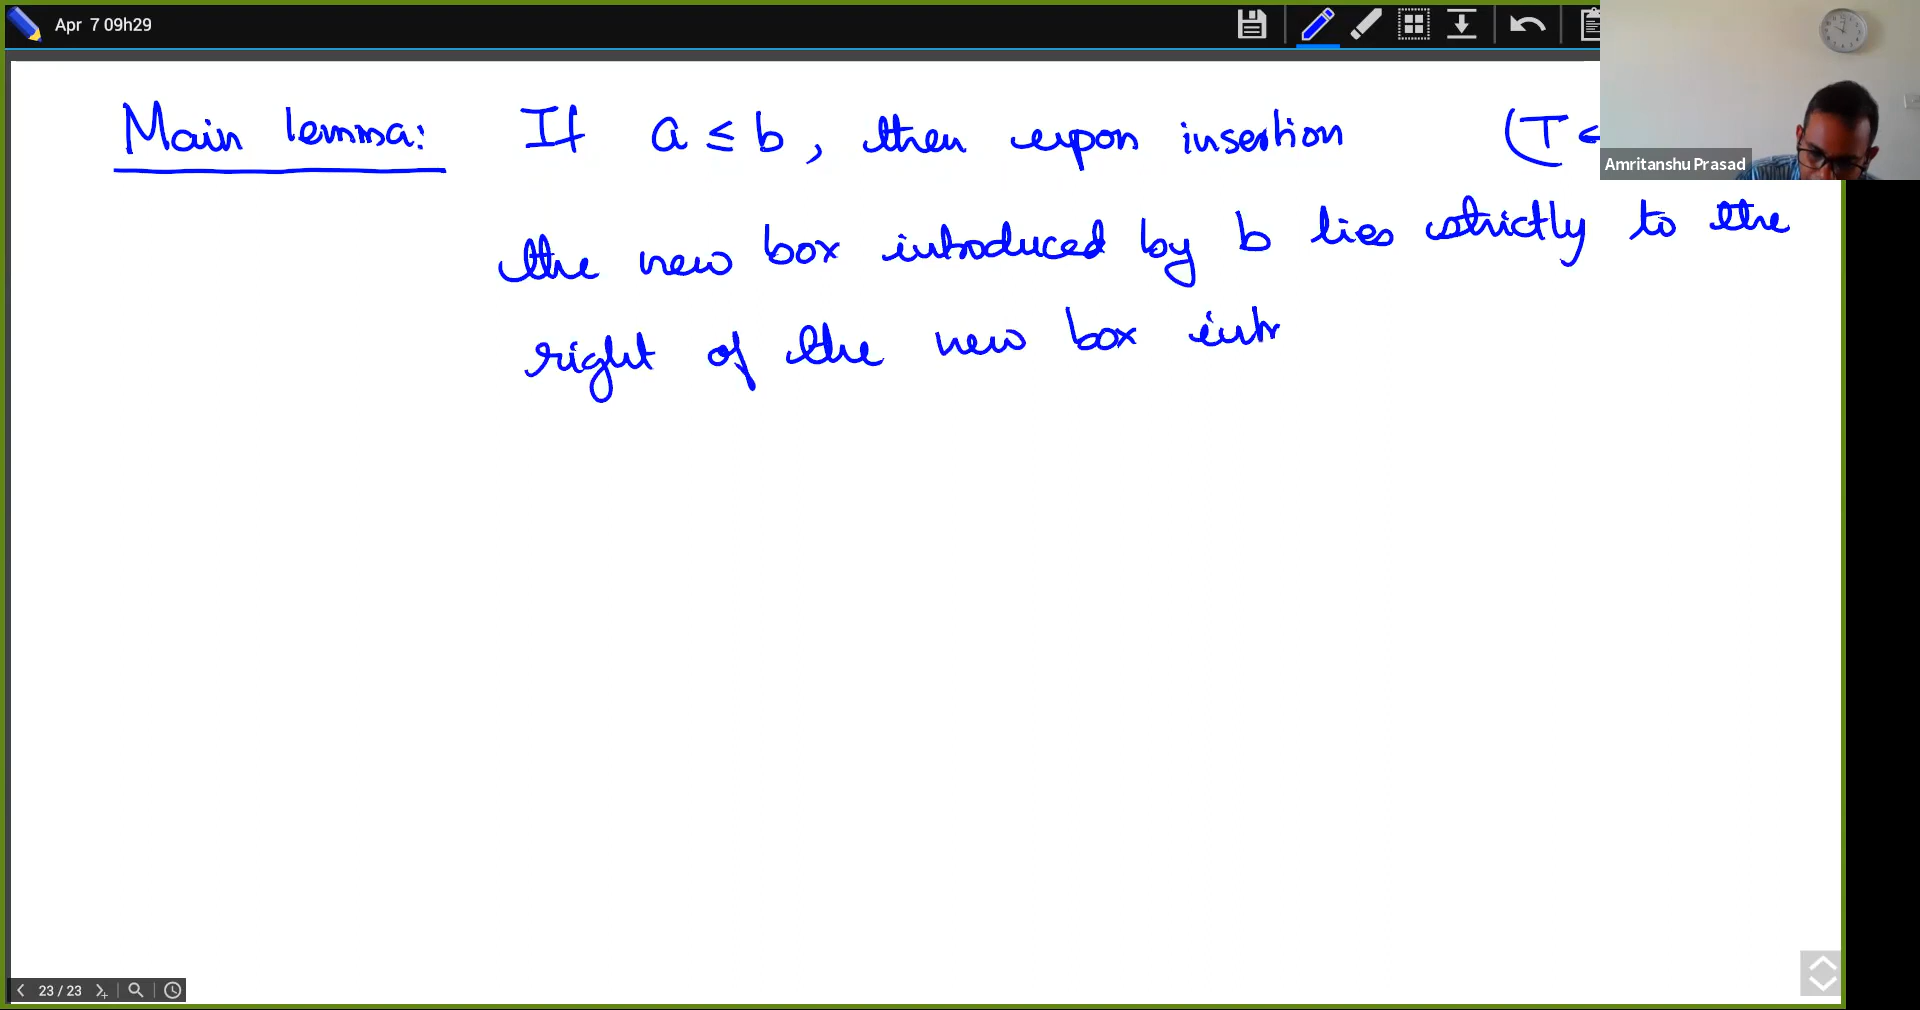 Apr 7 09h29
Main lemma: If a ≤ b, then upon insertion (T ←
Amritanshu Prasad
the new box introduced by b lies strictly to the
right of the new box intr
23 / 23